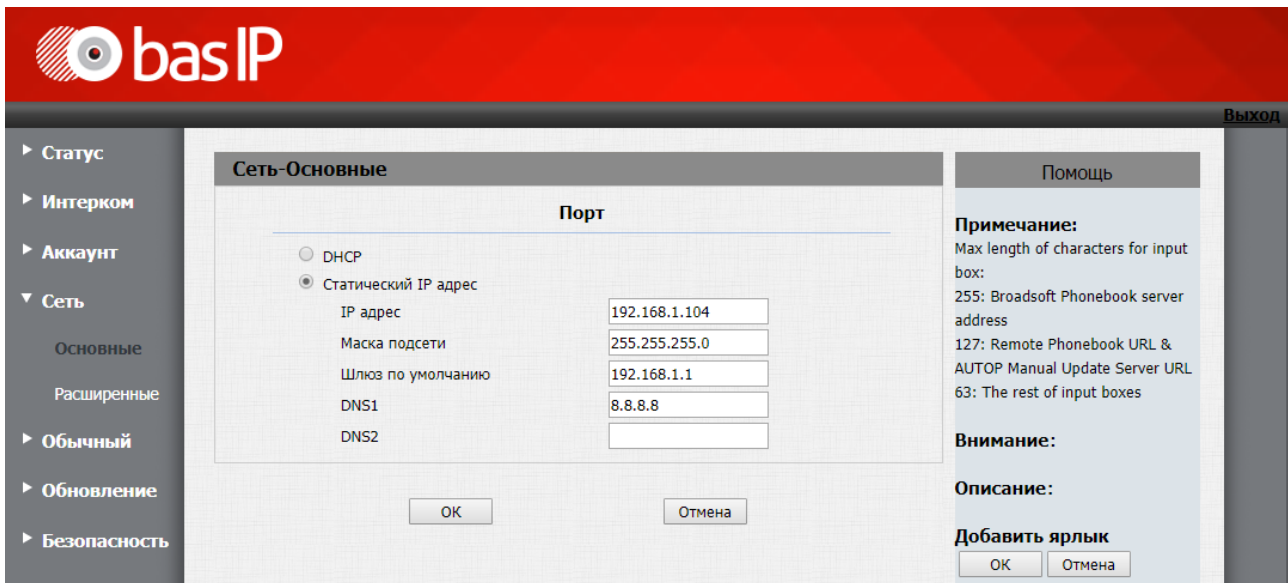 bas IP
Выход
Статус
Интерком
Аккаунт
Сеть
Основные
Расширенные
Обычный
Обновление
Безопасность
Сеть-Основные
Порт
DHCP
Статический IP адрес
IP адрес 192.168.1.104
Маска подсети 255.255.255.0
Шлюз по умолчанию 192.168.1.1
DNS1 8.8.8.8
DNS2
OK Отмена
Помощь
Примечание:
Max length of characters for input
box:
255: Broadsoft Phonebook server
address
127: Remote Phonebook URL &
AUTOP Manual Update Server URL
63: The rest of input boxes
Внимание:
Описание:
Добавить ярлык
OK Отмена